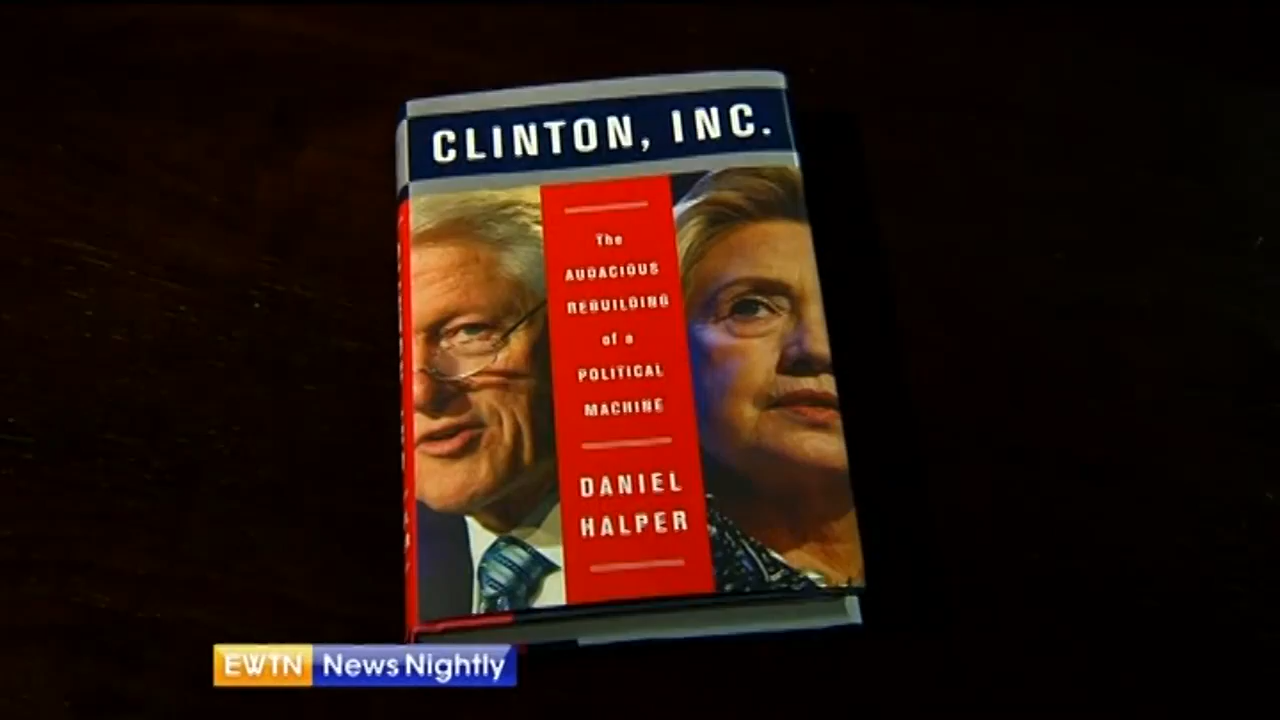 CLINTON, INC.
The
AUDACIOUS
REBUILDING
of a
POLITICAL
MACHINE
DANIEL
HALPER
EWTN News Nightly